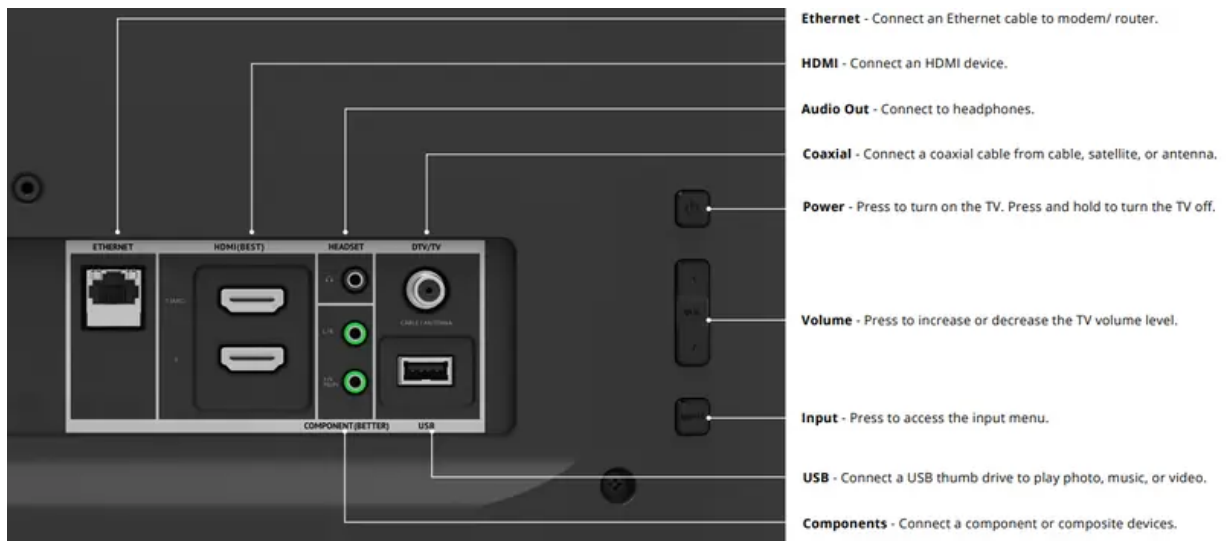 Ethernet - Connect an Ethernet cable to modem/ router.
HDMI - Connect an HDMI device.
Audio Out - Connect to headphones.
Coaxial - Connect a coaxial cable from cable, satellite, or antenna.
Power - Press to turn on the TV. Press and hold to turn the TV off.
ETHERNET
HDMI(BEST)
HEADSET
DTV/TV
CABLE / ANTENNA
L/R
Volume - Press to increase or decrease the TV volume level.
Input - Press to access the input menu.
COMPONENT(BETTER)
USB
USB - Connect a USB thumb drive to play photo, music, or video.
Components - Connect a component or composite devices.